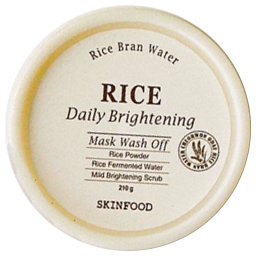 Rice Bran Water
RICE
Daily Brightening
Mask Wash Off
Rice Powder
Rice Fermented Water
Mild Brightening Scrub
210 g
SKINFOOD